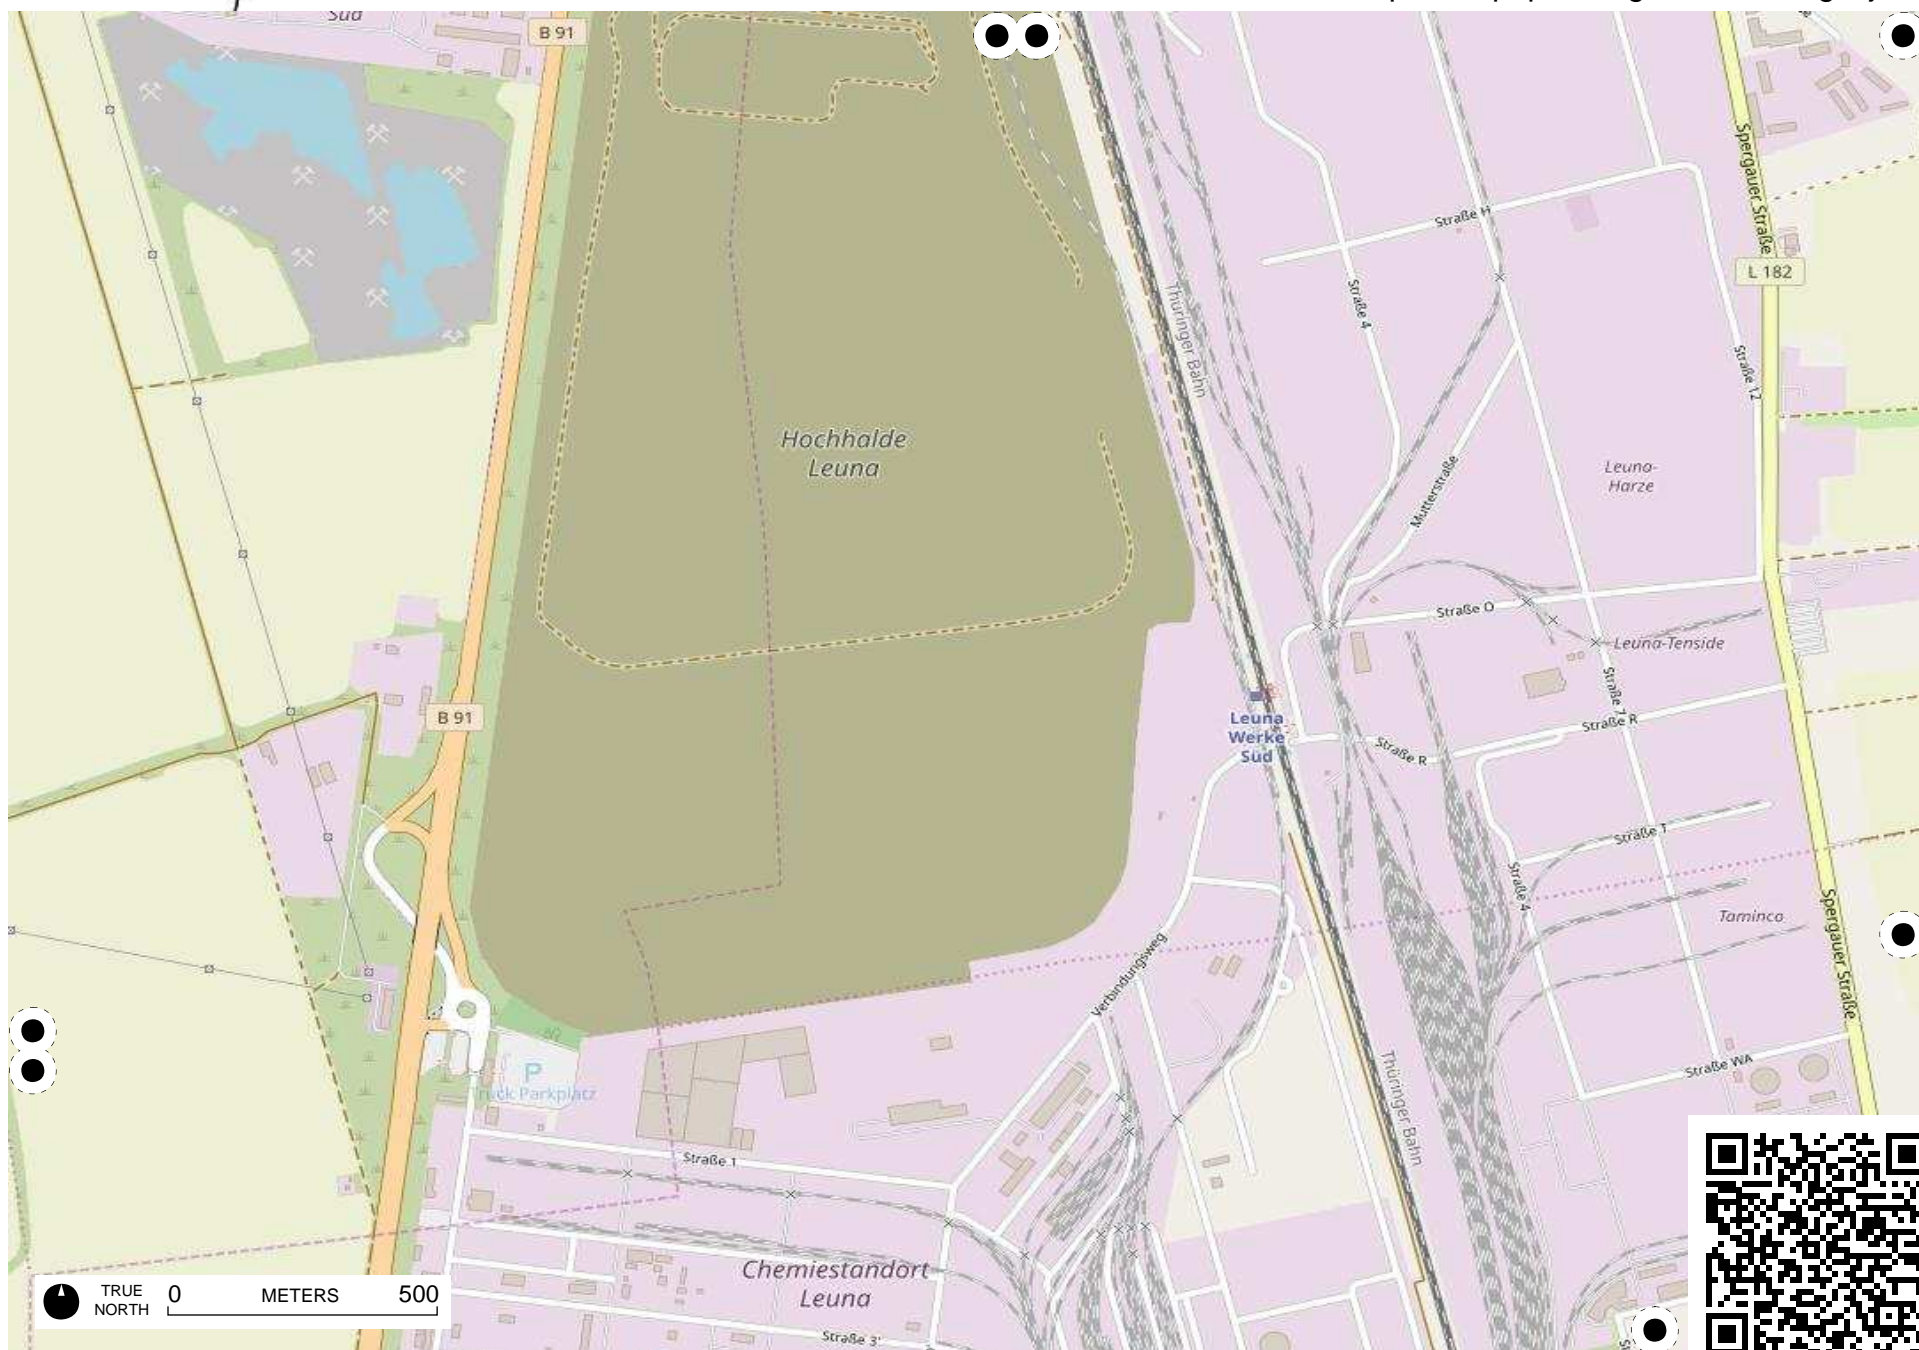 Süd
B 91
Spergauer Straße
Straße H
L 182
Thüringer Bahn
Straße 4
Straße 12
Hochhalde
Leuna
Leuna-
Harze
Mutterstraße
Straße O
Leuna-Tenside
Straße 7
B 91
Leuna
Werke
Süd
Straße R
Straße R
Straße T
Straße 4
Taminco
Spergauer Straße
Verbindungsweg
P
Truck Parkplatz
Straße WA
Thüringer Bahn
Straße 1
Chemiestandort
Leuna
TRUE
NORTH
0 METERS 500
Straße 3